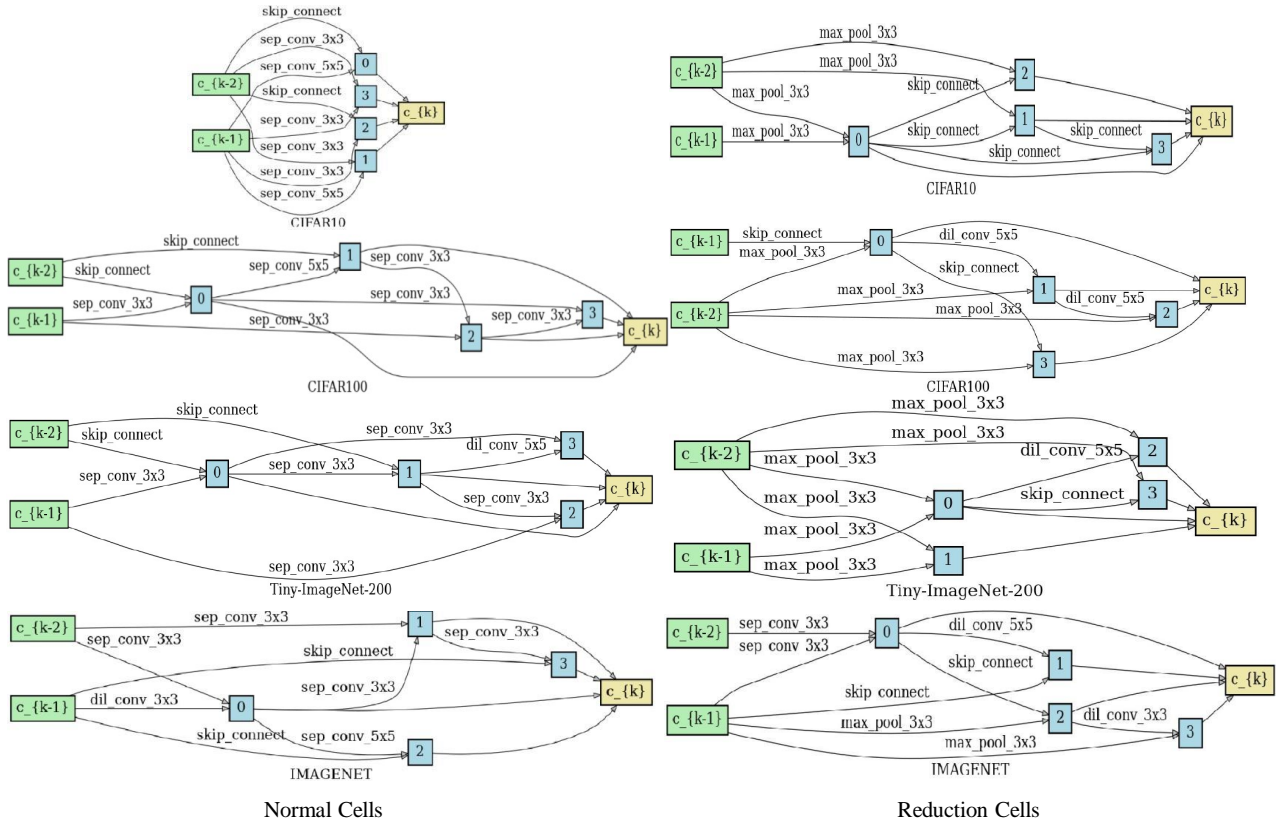 skip_connect
sep_conv_3x3
c_{k-2}
sep_conv_5x5
0
skip_connect
3
c_{k}
c_{k-1}
sep_conv_3x3
2
sep_conv_3x3
1
sep_conv_5x5
CIFAR10
max_pool_3x3
c_{k-2}
max_pool_3x3
2
max_pool_3x3
skip_connect
1
c_{k}
c_{k-1}
max_pool_3x3
0
skip_connect
skip_connect
3
skip_connect
CIFAR10
skip_connect
1
sep_conv_3x3
c_{k-2}
skip_connect
sep_conv_5x5
0
sep_conv_3x3
3
c_{k-1}
sep_conv_3x3
sep_conv_3x3
sep_conv_3x3
2
c_{k}
CIFAR100
c_{k-1}
skip_connect
0
dil_conv_5x5
max_pool_3x3
skip_connect
max_pool_3x3
1
dil_conv_5x5
c_{k}
c_{k-2}
max_pool_3x3
2
max_pool_3x3
3
CIFAR100
skip_connect
c_{k-2}
skip_connect
sep_conv_3x3
dil_conv_5x5
3
sep_conv_3x3
0
sep_conv_3x3
1
c_{k}
c_{k-1}
sep_conv_3x3
2
sep_conv_3x3
Tiny-ImageNet-200
max_pool_3x3
c_{k-2}
max_pool_3x3
dil_conv_5x5
2
max_pool_3x3
skip_connect
3
max_pool_3x3
0
c_{k}
c_{k-1}
max_pool_3x3
max_pool_3x3
1
Tiny-ImageNet-200
c_{k-2}
sep_conv_3x3
1
sep_conv_3x3
sep_conv_3x3
skip_connect
3
c_{k-1}
dil_conv_3x3
0
sep_conv_3x3
c_{k}
skip_connect
sep_conv_5x5
2
IMAGENET
c_{k-2}
sep_conv_3x3
0
dil_conv_5x5
sep_conv_3x3
skip_connect
1
c_{k}
skip_connect
c_{k-1}
max_pool_3x3
2
dil_conv_3x3
3
max_pool_3x3
IMAGENET
Normal Cells
Reduction Cells